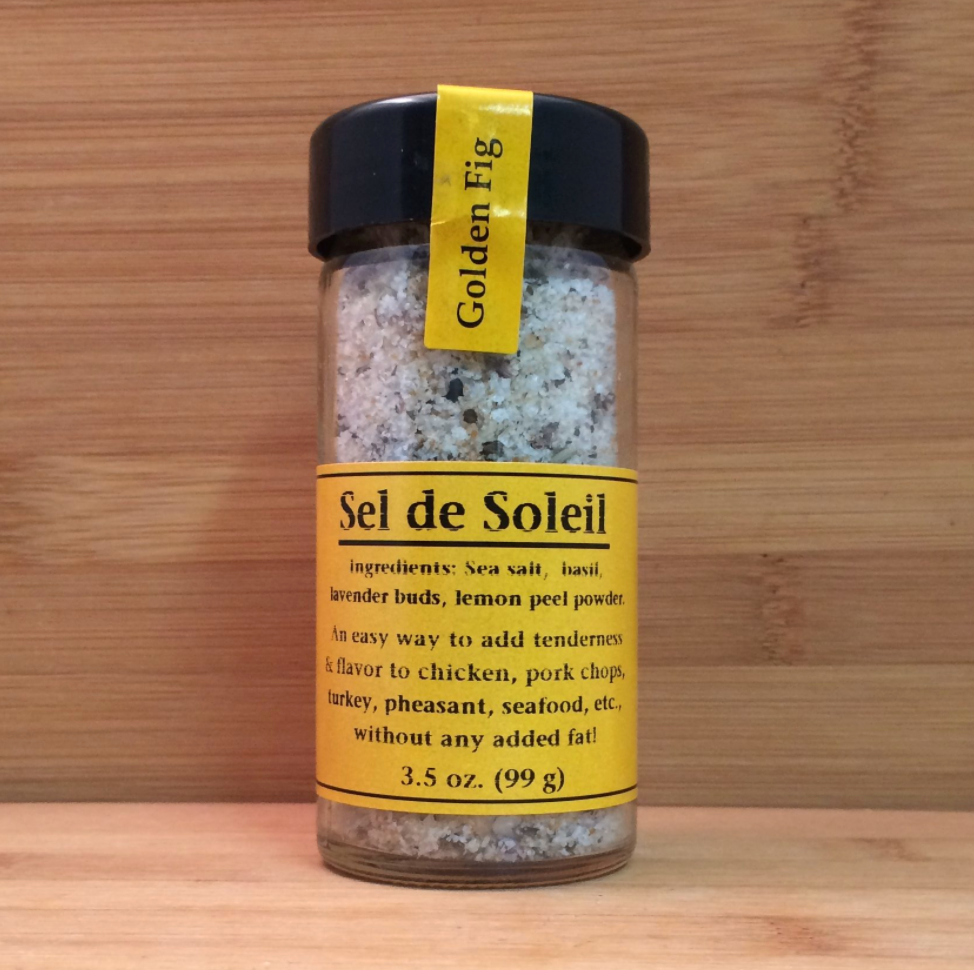 Golden Fig
Sel de Soleil
ingredients: Sea salt, basil,
lavender buds, lemon peel powder.
An easy way to add tenderness
& flavor to chicken, pork chops,
turkey, pheasant, seafood, etc.,
without any added fat!
3.5 oz. (99 g)